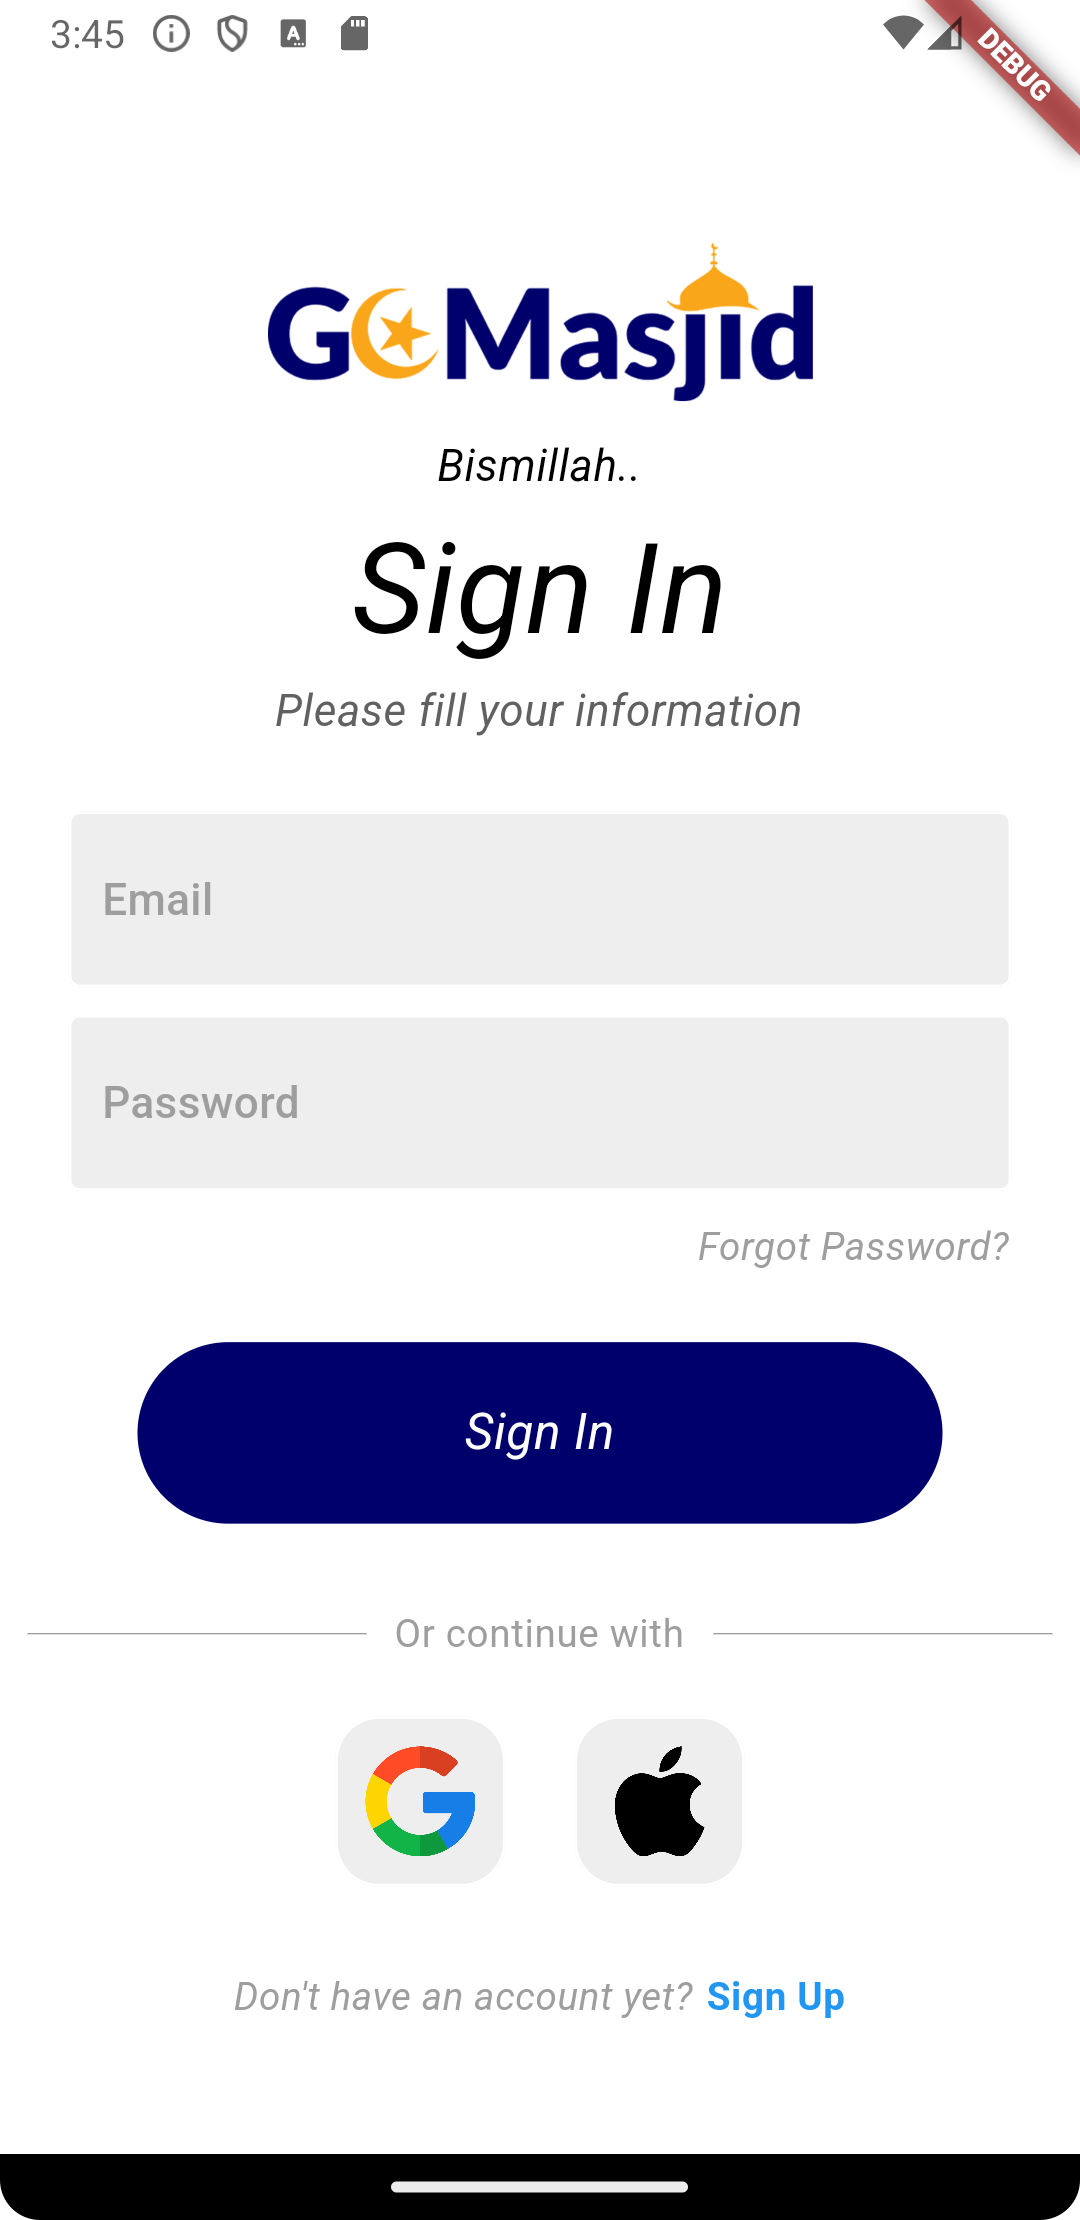 3:45
DEBUG
GOMasjid
Bismillah..
Sign In
Please fill your information
Email
Password
Forgot Password?
Sign In
Or continue with
Don't have an account yet? Sign Up